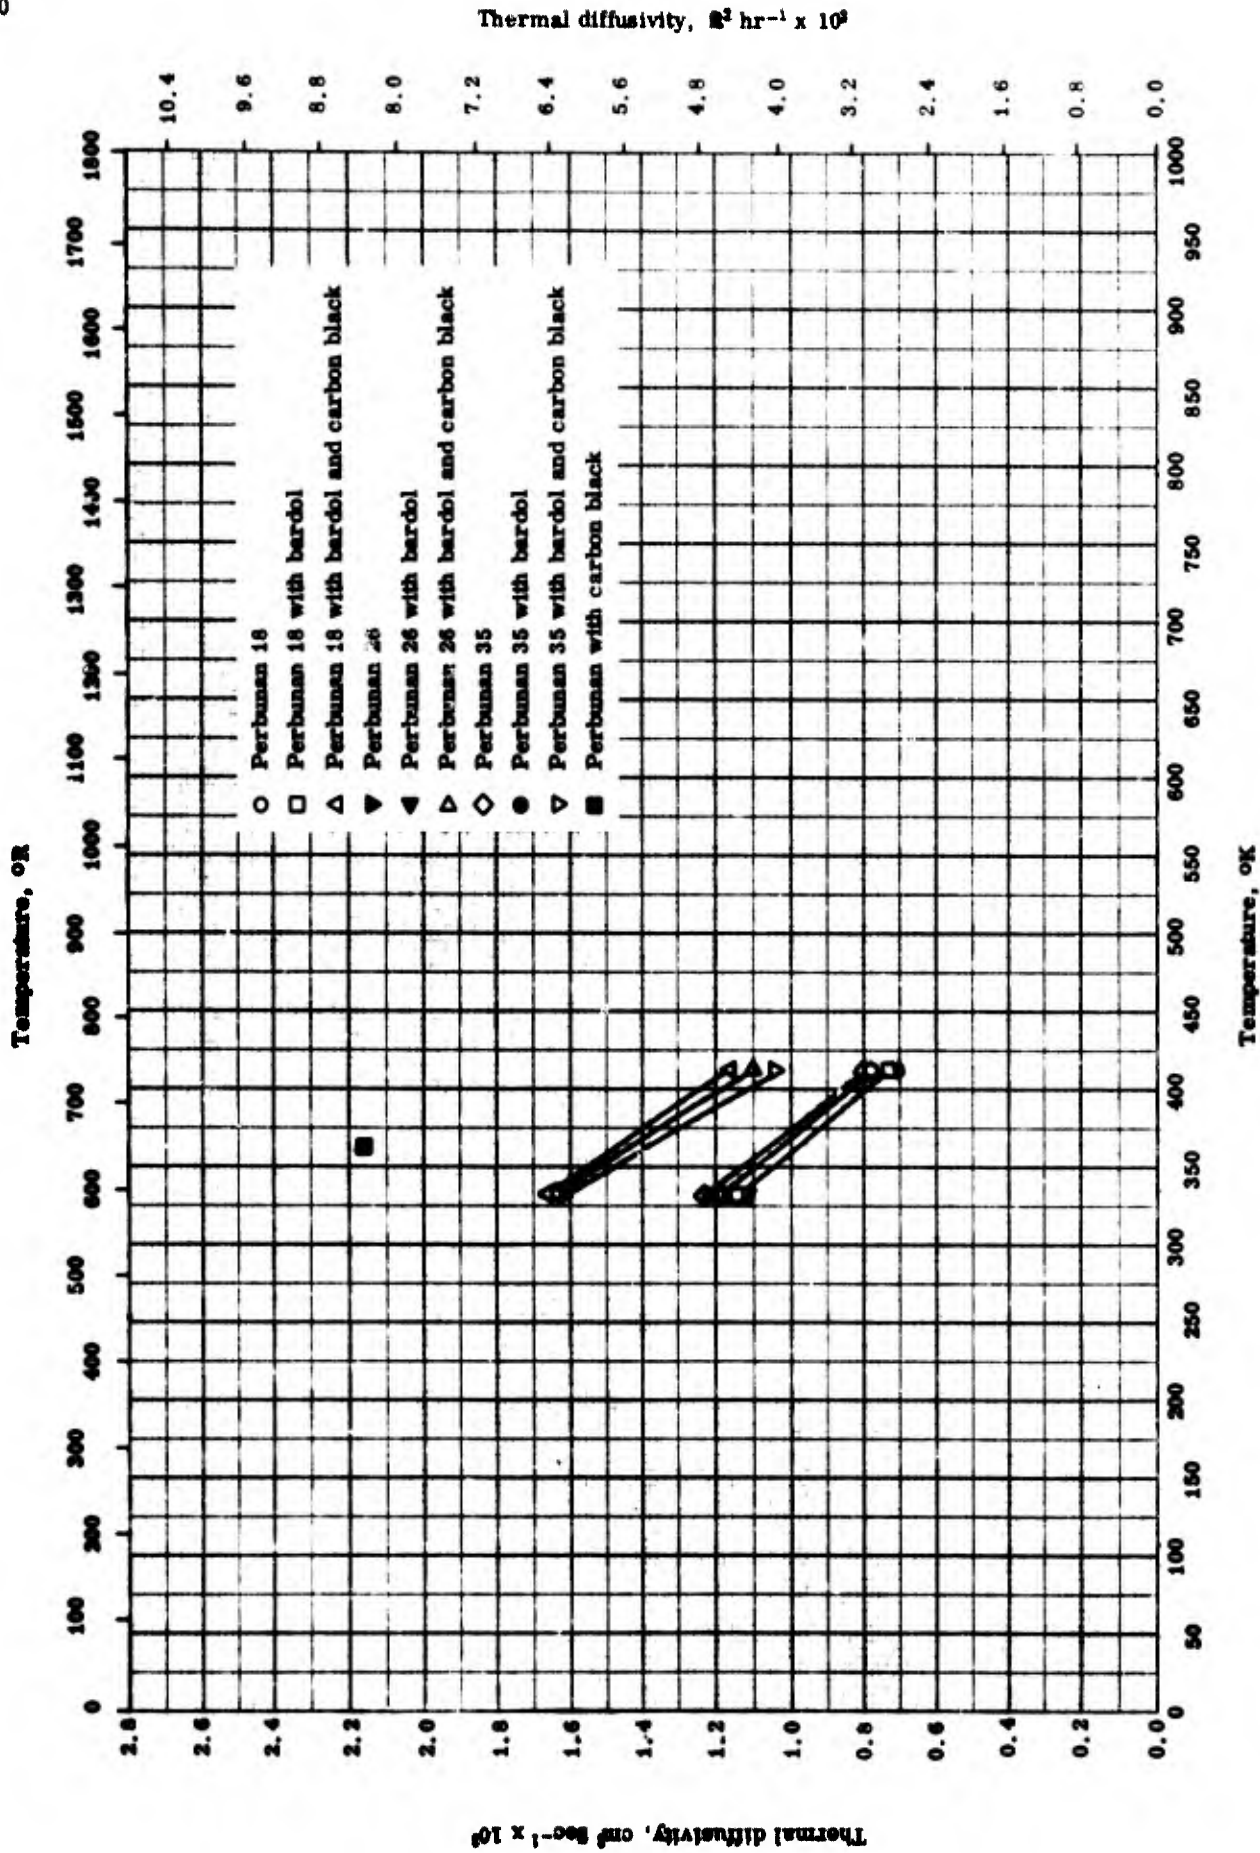 0
Thermal diffusivity, ft² hr⁻¹ x 10³
10.4
9.6
8.8
8.0
7.2
6.4
5.6
4.8
4.0
3.2
2.4
1.6
0.8
0.0
Temperature, °R
0 100 200 300 400 500 600 700 800 900 1000 1100 1200 1300 1400 1500 1600 1700 1800
○ Perbunan 18
□ Perbunan 18 with bardol
△ Perbunan 18 with bardol and carbon black
▼ Perbunan 26
◀ Perbunan 26 with bardol
▷ Perbunan 26 with bardol and carbon black
◇ Perbunan 35
● Perbunan 35 with bardol
▽ Perbunan 35 with bardol and carbon black
■ Perbunan with carbon black
2.8
2.6
2.4
2.2
2.0
1.8
1.6
1.4
1.2
1.0
0.8
0.6
0.4
0.2
0.0
Thermal diffusivity, cm² Sec⁻¹ x 10³
0 50 100 150 200 250 300 350 400 450 500 550 600 650 700 750 800 850 900 950 1000
Temperature, °K